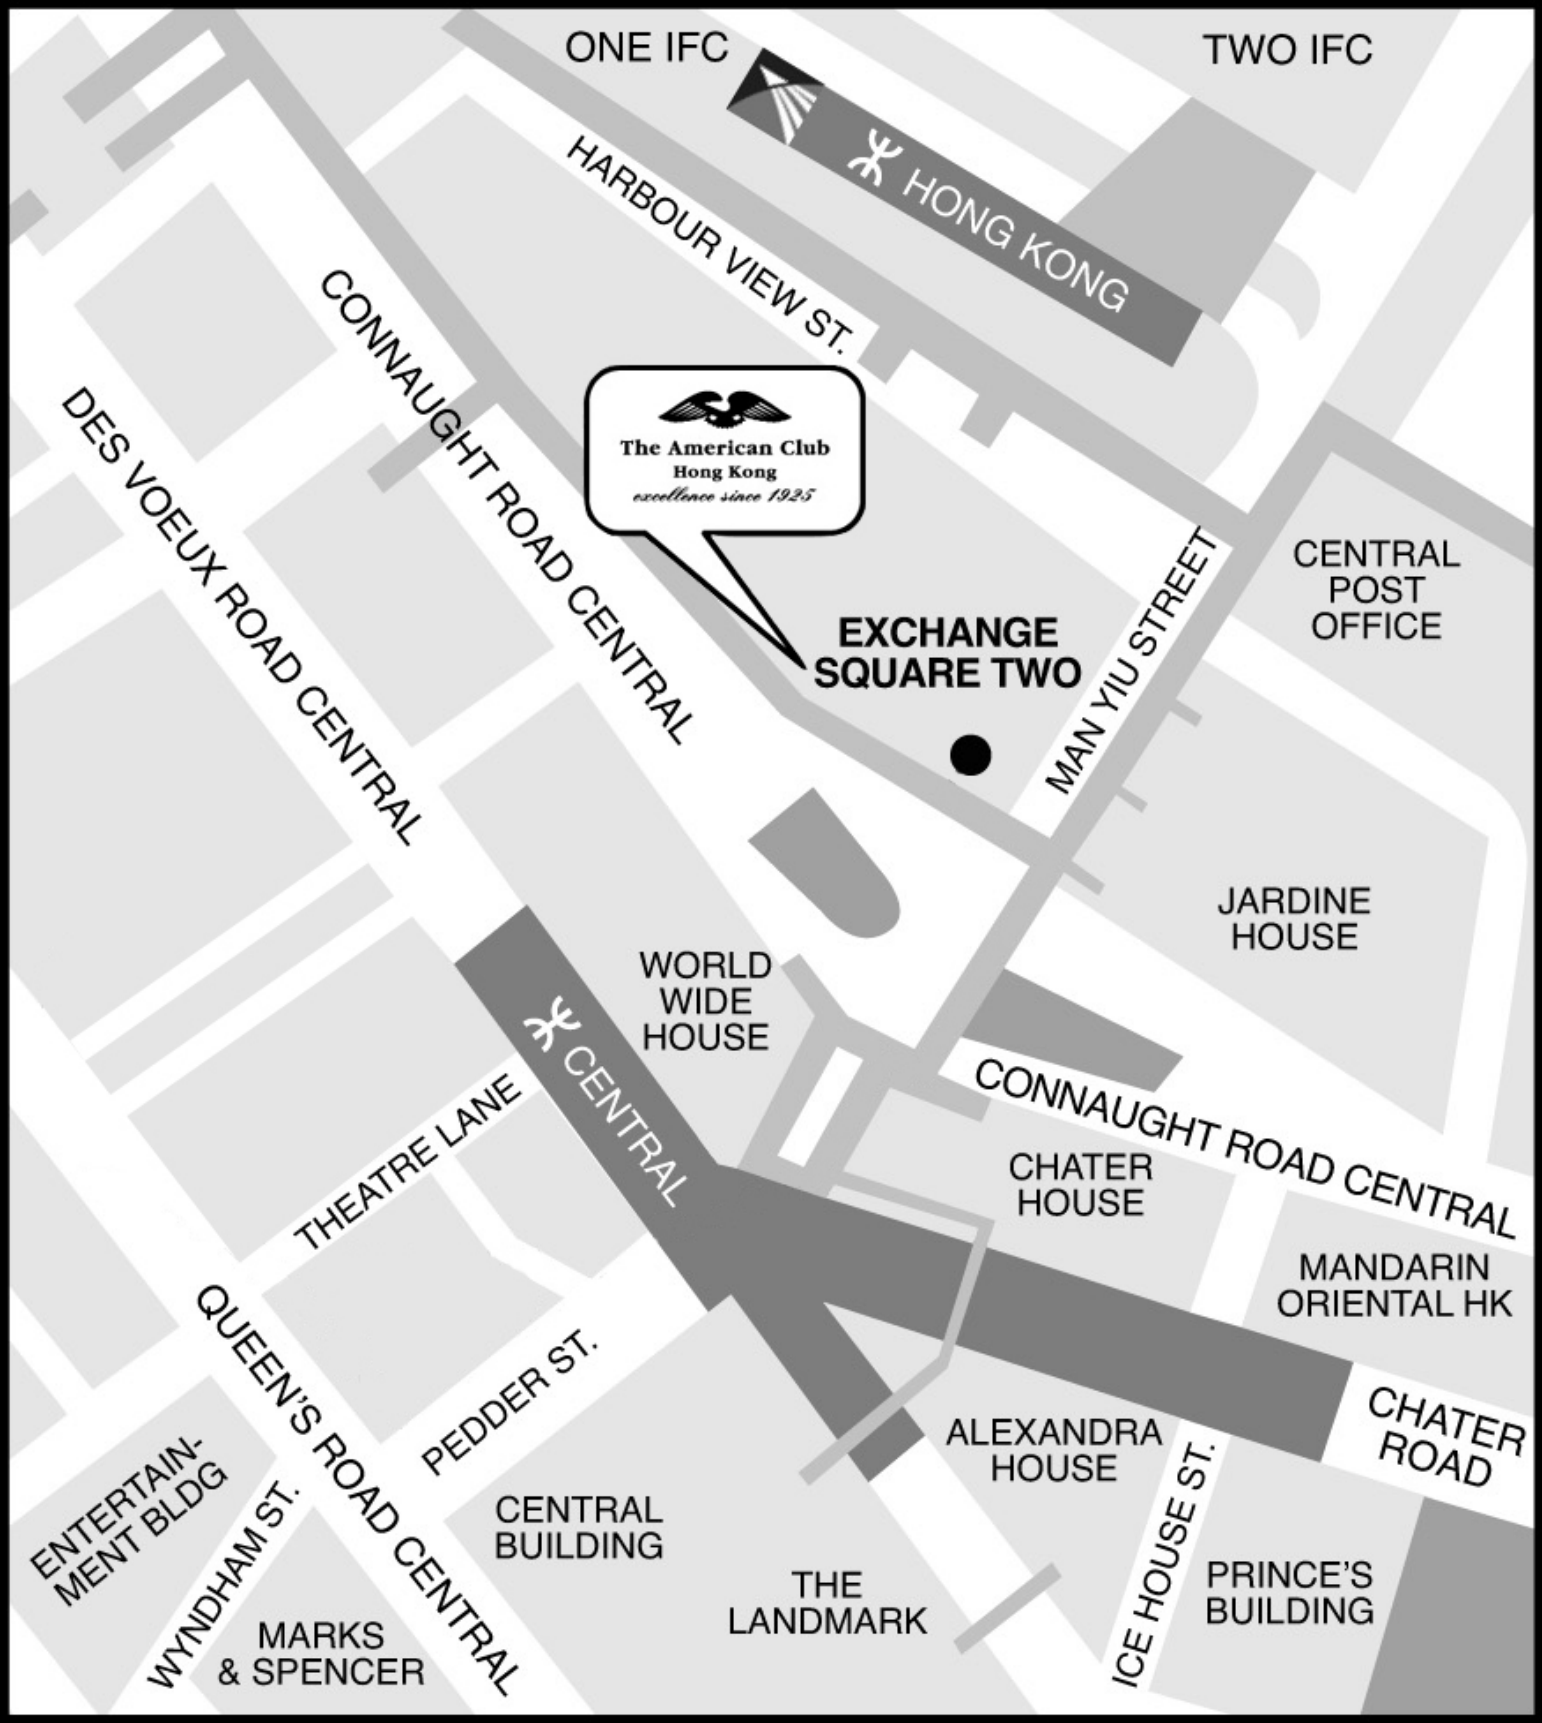 ONE IFC
TWO IFC
HONG KONG
HARBOUR VIEW ST.
CONNAUGHT ROAD CENTRAL
DES VOEUX ROAD CENTRAL
The American Club
Hong Kong
excellence since 1925
EXCHANGE
SQUARE TWO
MAN YIU STREET
CENTRAL
POST
OFFICE
JARDINE
HOUSE
WORLD
WIDE
HOUSE
CENTRAL
CONNAUGHT ROAD CENTRAL
THEATRE LANE
CHATER
HOUSE
MANDARIN
ORIENTAL HK
QUEEN'S ROAD CENTRAL
PEDDER ST.
CHATER
ROAD
ALEXANDRA
HOUSE
ICE HOUSE ST.
ENTERTAIN-
MENT BLDG
WYNDHAM ST.
CENTRAL
BUILDING
THE
LANDMARK
PRINCE'S
BUILDING
MARKS
& SPENCER